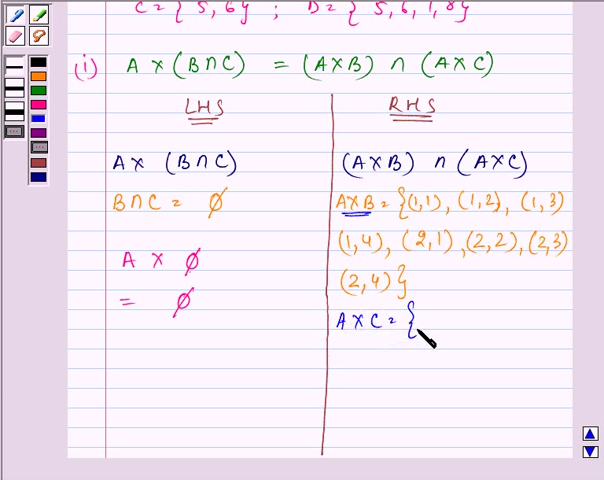 C = { 5, 6 } ; D = { 5, 6, 7, 8 }
(i) A × (B ∩ C) = (A×B) ∩ (A×C)
LHS
A × (B ∩ C)
B ∩ C = ϕ
A × ϕ
= ϕ
RHS
(A×B) ∩ (A×C)
A×B = {(1,1), (1,2), (1,3)
(1,4), (2,1), (2,2), (2,3)
(2,4)}
A × C = {